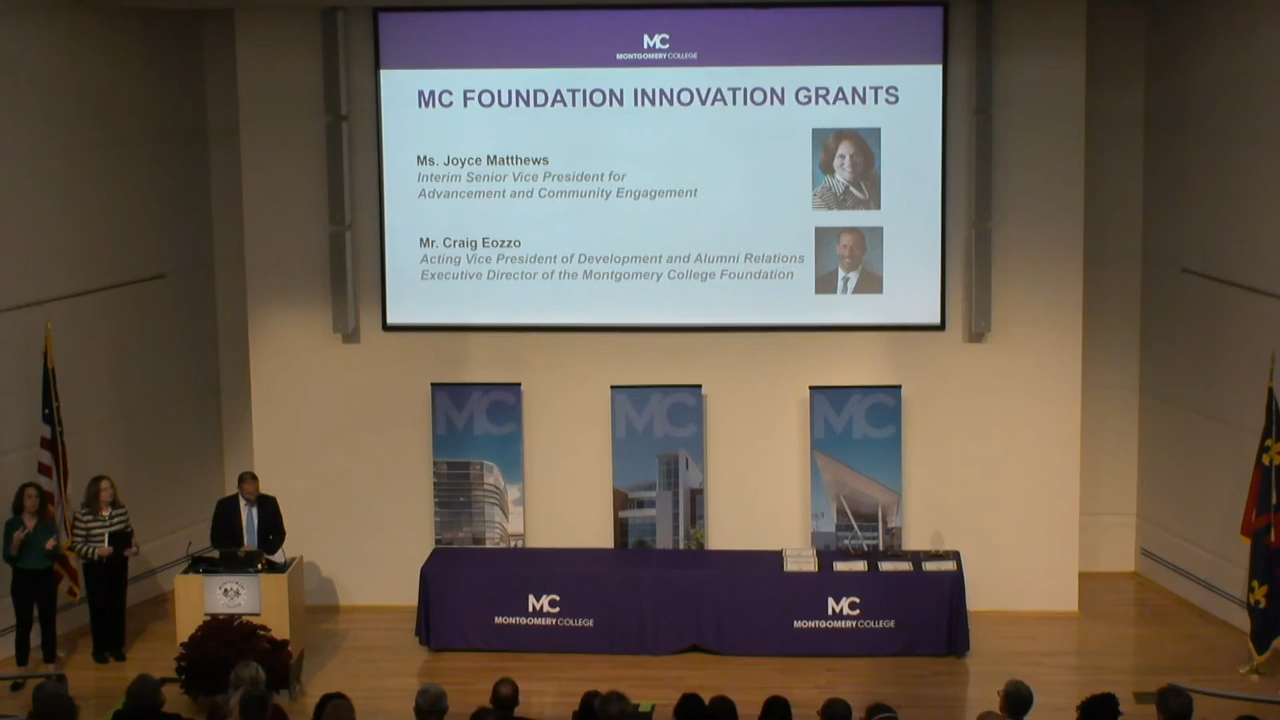 MC
MONTGOMERY COLLEGE
MC FOUNDATION INNOVATION GRANTS
Ms. Joyce Matthews
Interim Senior Vice President for
Advancement and Community Engagement
Mr. Craig Eozzo
Acting Vice President of Development and Alumni Relations
Executive Director of the Montgomery College Foundation
MC
MC
MC
MC
MONTGOMERY COLLEGE
MC
MONTGOMERY COLLEGE
MONTGOMERY
COLLEGE